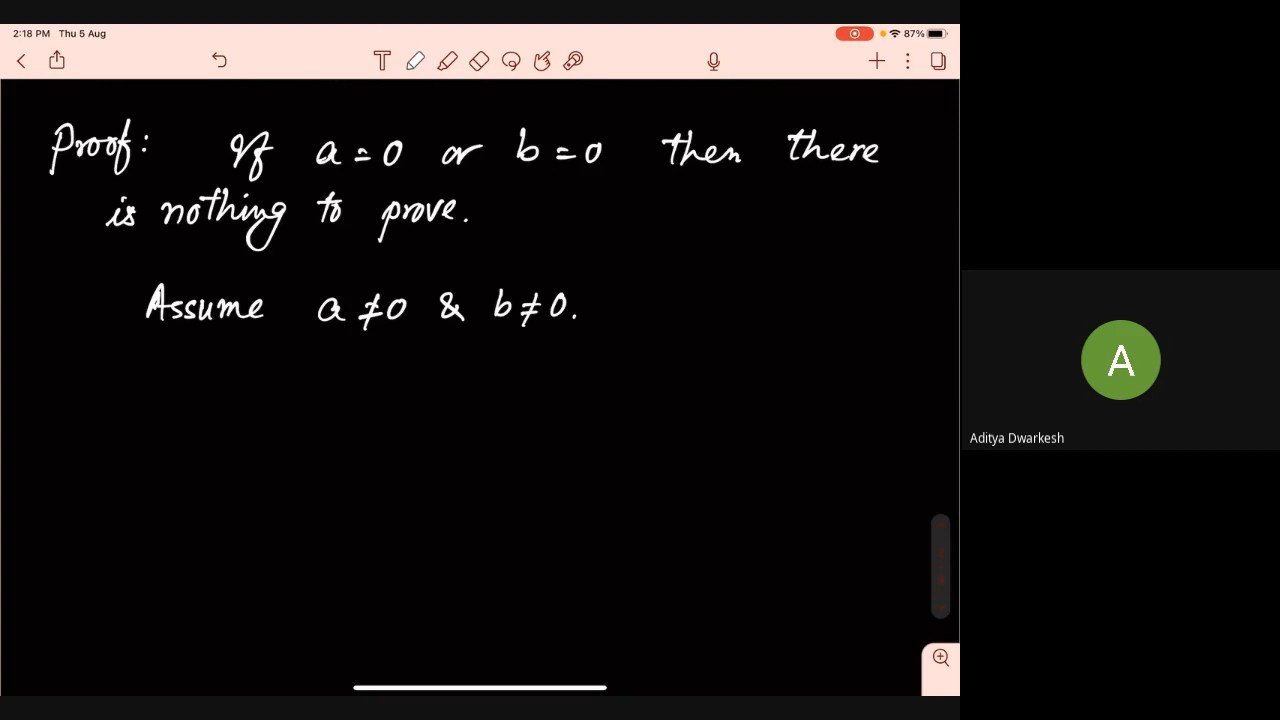 2:18 PM Thu 5 Aug
87%
T
Proof: If a = 0 or b = 0 then there
is nothing to prove.
Assume a ≠ 0 & b ≠ 0.
A
Aditya Dwarkesh